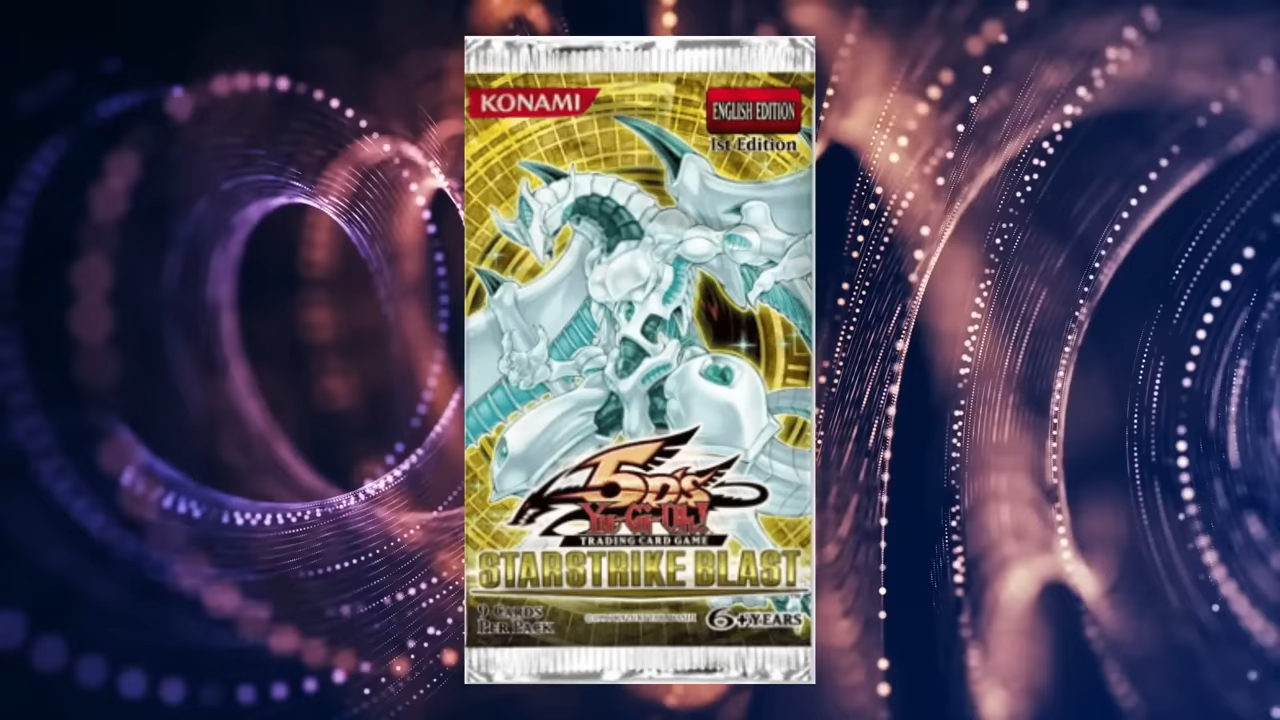 KONAMI
ENGLISH EDITION
1st Edition
5D's
Yu-Gi-Oh!
TRADING CARD GAME
STARSTRIKE BLAST
9 CARDS
PER PACK
6+YEARS